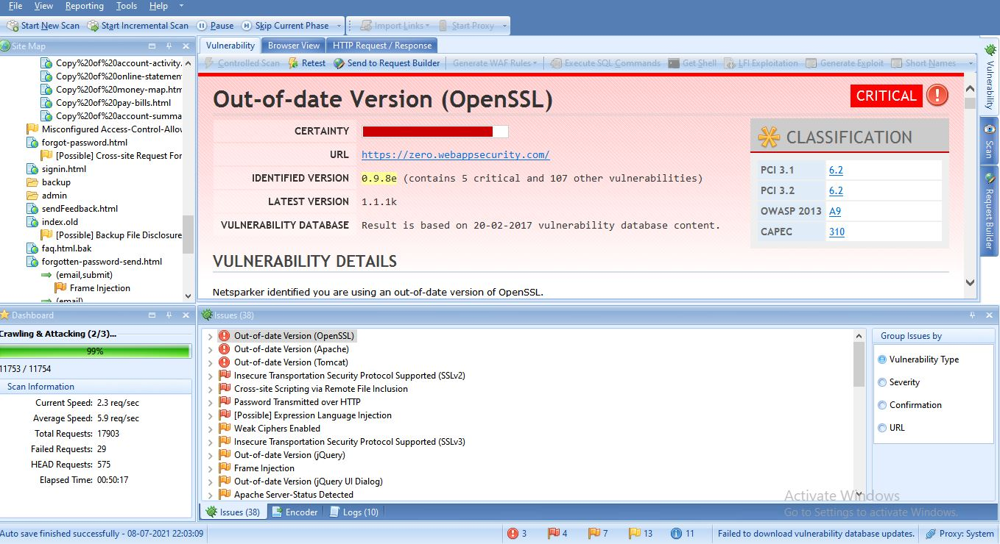 File View Reporting Tools Help
Start New Scan Start Incremental Scan Pause Skip Current Phase Import Links Start Proxy
Site Map
Copy%20of%20account-activity.
Copy%20of%20online-statemen
Copy%20of%20money-map.htm
Copy%20of%20pay-bills.html
Copy%20of%20account-summa
Misconfigured Access-Control-Allow
forgot-password.html
[Possible] Cross-site Request For
signin.html
backup
admin
sendFeedback.html
index.old
[Possible] Backup File Disclosure
faq.html.bak
forgotten-password-send.html
(email,submit)
Frame Injection
(email)
Vulnerability Browser View HTTP Request / Response
Controlled Scan Retest Send to Request Builder Generate WAF Rules Execute SQL Commands Get Shell LFI Exploitation Generate Exploit Short Names
Out-of-date Version (OpenSSL)
CRITICAL
CERTAINTY
URL https://zero.webappsecurity.com/
IDENTIFIED VERSION 0.9.8e (contains 5 critical and 107 other vulnerabilities)
LATEST VERSION 1.1.1k
VULNERABILITY DATABASE Result is based on 20-02-2017 vulnerability database content.
CLASSIFICATION
PCI 3.1 6.2
PCI 3.2 6.2
OWASP 2013 A9
CAPEC 310
VULNERABILITY DETAILS
Netsparker identified you are using an out-of-date version of OpenSSL.
Vulnerability
Scan
Request Builder
Dashboard
Crawling & Attacking (2/3)...
99%
11753 / 11754
Scan Information
Current Speed: 2.3 req/sec
Average Speed: 5.9 req/sec
Total Requests: 17903
Failed Requests: 29
HEAD Requests: 575
Elapsed Time: 00:50:17
Issues (38)
Out-of-date Version (OpenSSL)
Out-of-date Version (Apache)
Out-of-date Version (Tomcat)
Insecure Transportation Security Protocol Supported (SSLv2)
Cross-site Scripting via Remote File Inclusion
Password Transmitted over HTTP
[Possible] Expression Language Injection
Weak Ciphers Enabled
Insecure Transportation Security Protocol Supported (SSLv3)
Out-of-date Version (jQuery)
Frame Injection
Out-of-date Version (jQuery UI Dialog)
Apache Server-Status Detected
Group Issues by
Vulnerability Type
Severity
Confirmation
URL
Activate Windows
Go to Settings to activate Windows.
Issues (38) Encoder Logs (10)
Auto save finished successfully - 08-07-2021 22:03:09 3 4 7 13 11 Failed to download vulnerability database updates. Proxy: System